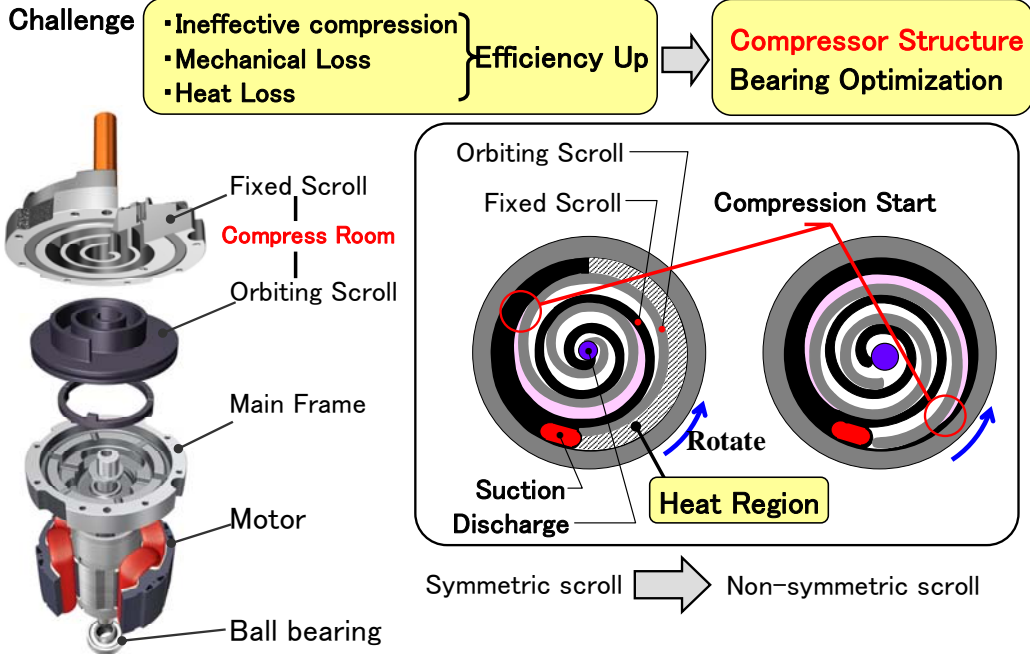 Challenge
・Ineffective compression
・Mechanical Loss
・Heat Loss
Efficiency Up
Compressor Structure
Bearing Optimization
Fixed Scroll
Compress Room
Orbiting Scroll
Main Frame
Motor
Ball bearing
Orbiting Scroll
Fixed Scroll
Compression Start
Rotate
Suction
Discharge
Heat Region
Symmetric scroll
Non-symmetric scroll